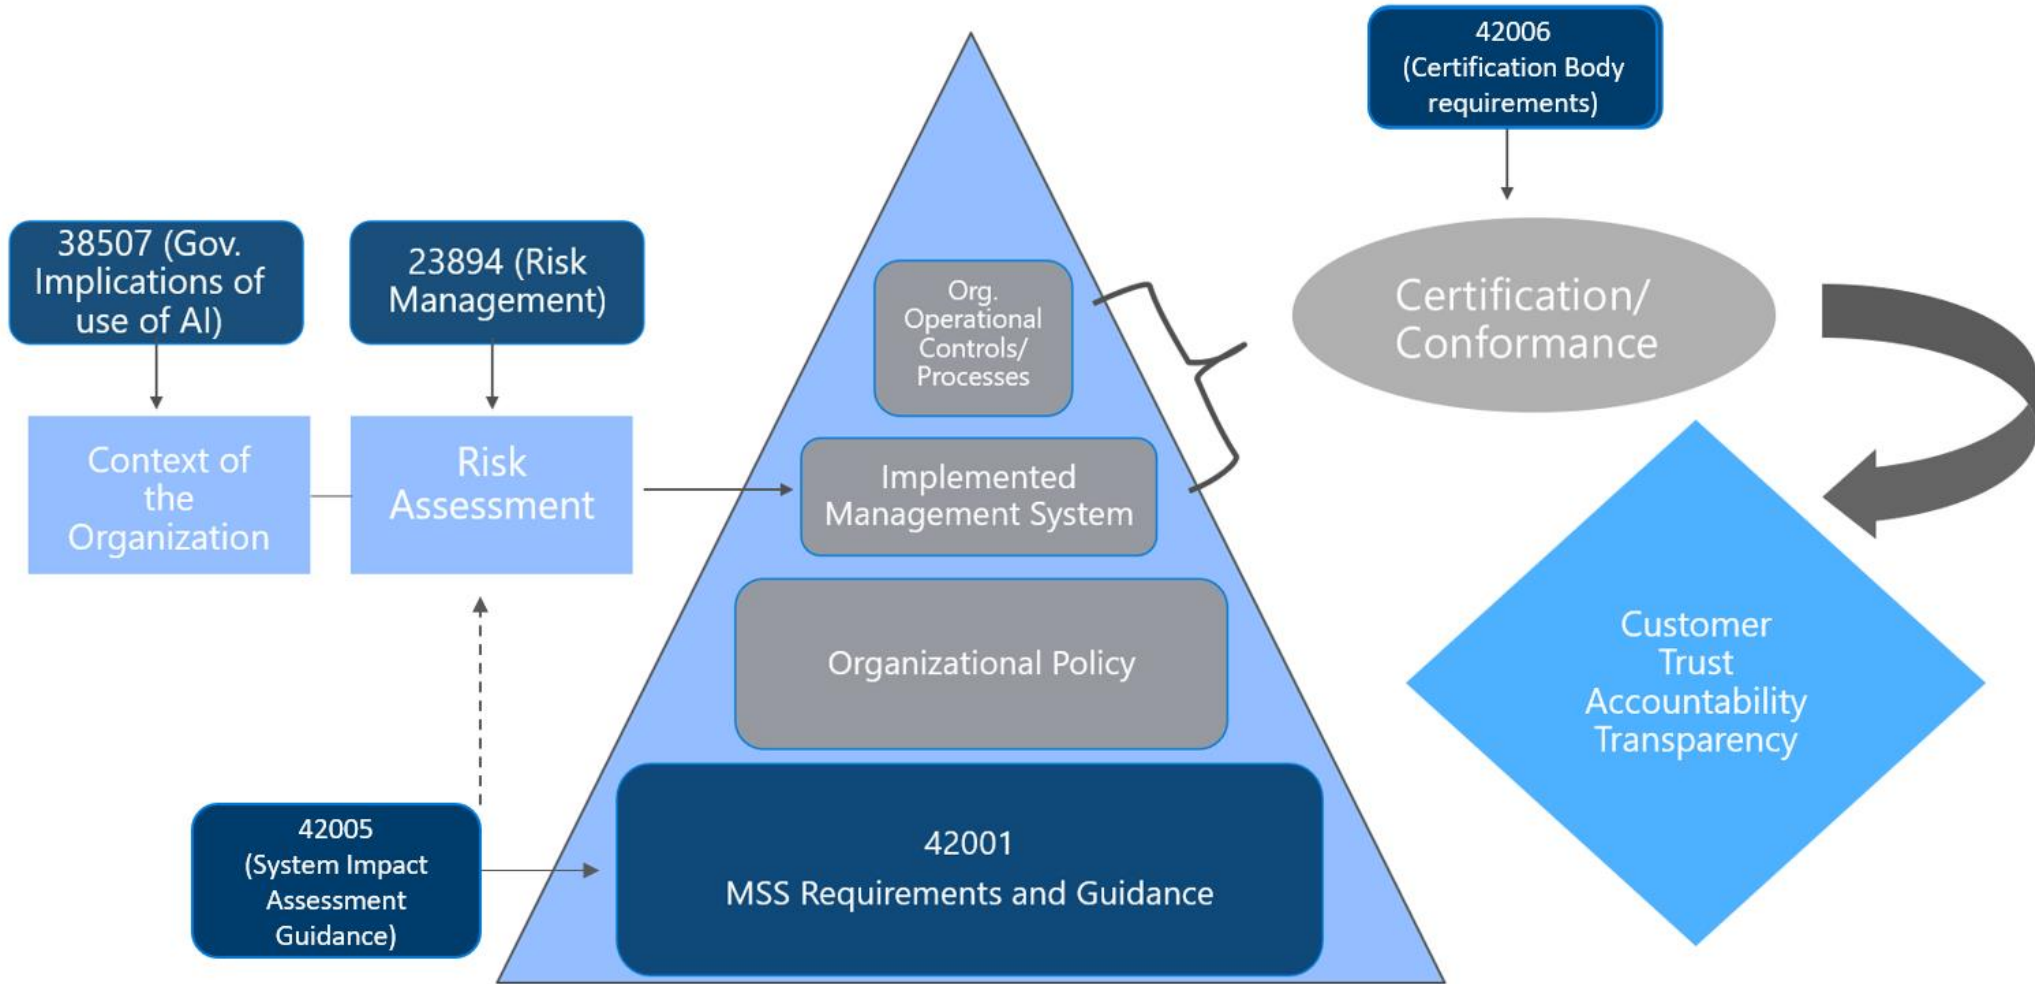 42006
(Certification Body
requirements)
38507 (Gov.
Implications of
use of AI)
23894 (Risk
Management)
Org.
Operational
Controls/
Processes
Certification/
Conformance
Context of
the
Organization
Risk
Assessment
Implemented
Management System
Organizational Policy
Customer
Trust
Accountability
Transparency
42005
(System Impact
Assessment
Guidance)
42001
MSS Requirements and Guidance